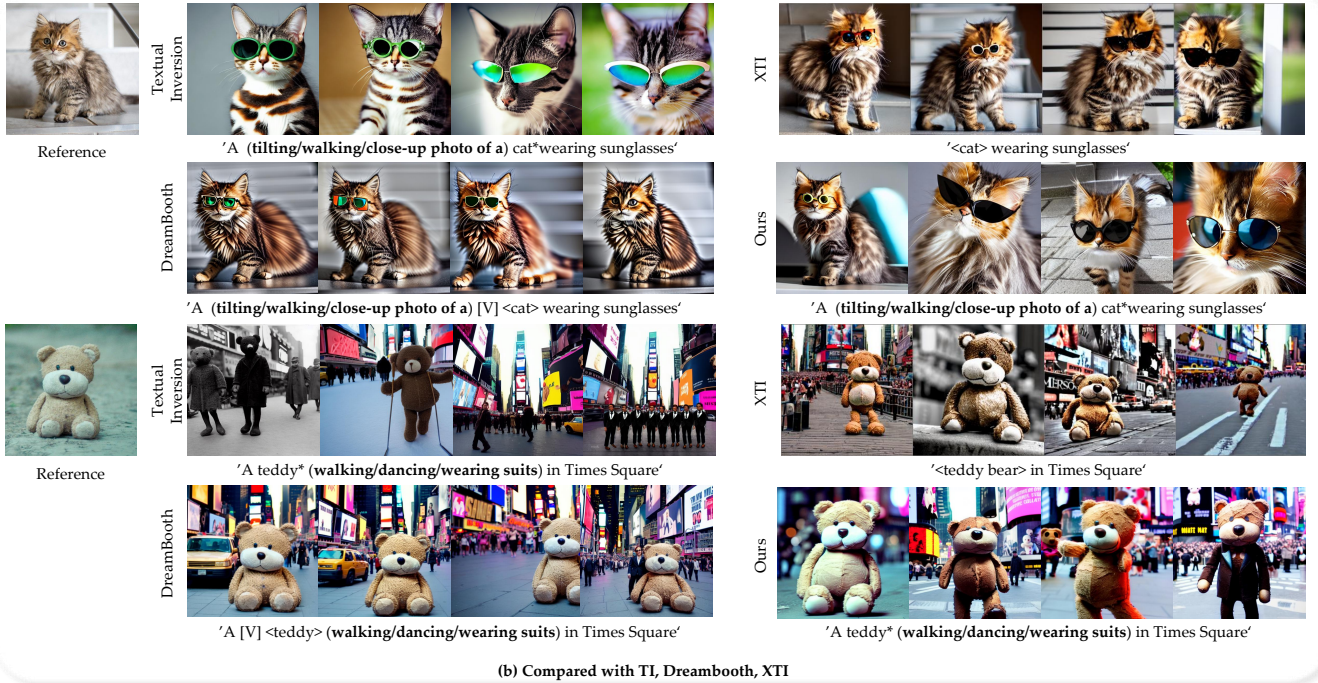 Reference
Textual
Inversion
'A (tilting/walking/close-up photo of a) cat*wearing sunglasses‘
XTI
'<cat> wearing sunglasses‘
DreamBooth
'A (tilting/walking/close-up photo of a) [V] <cat> wearing sunglasses‘
Ours
'A (tilting/walking/close-up photo of a) cat*wearing sunglasses‘
Reference
Textual
Inversion
'A teddy* (walking/dancing/wearing suits) in Times Square‘
XTI
'<teddy bear> in Times Square‘
DreamBooth
'A [V] <teddy> (walking/dancing/wearing suits) in Times Square‘
Ours
'A teddy* (walking/dancing/wearing suits) in Times Square‘
(b) Compared with TI, Dreambooth, XTI